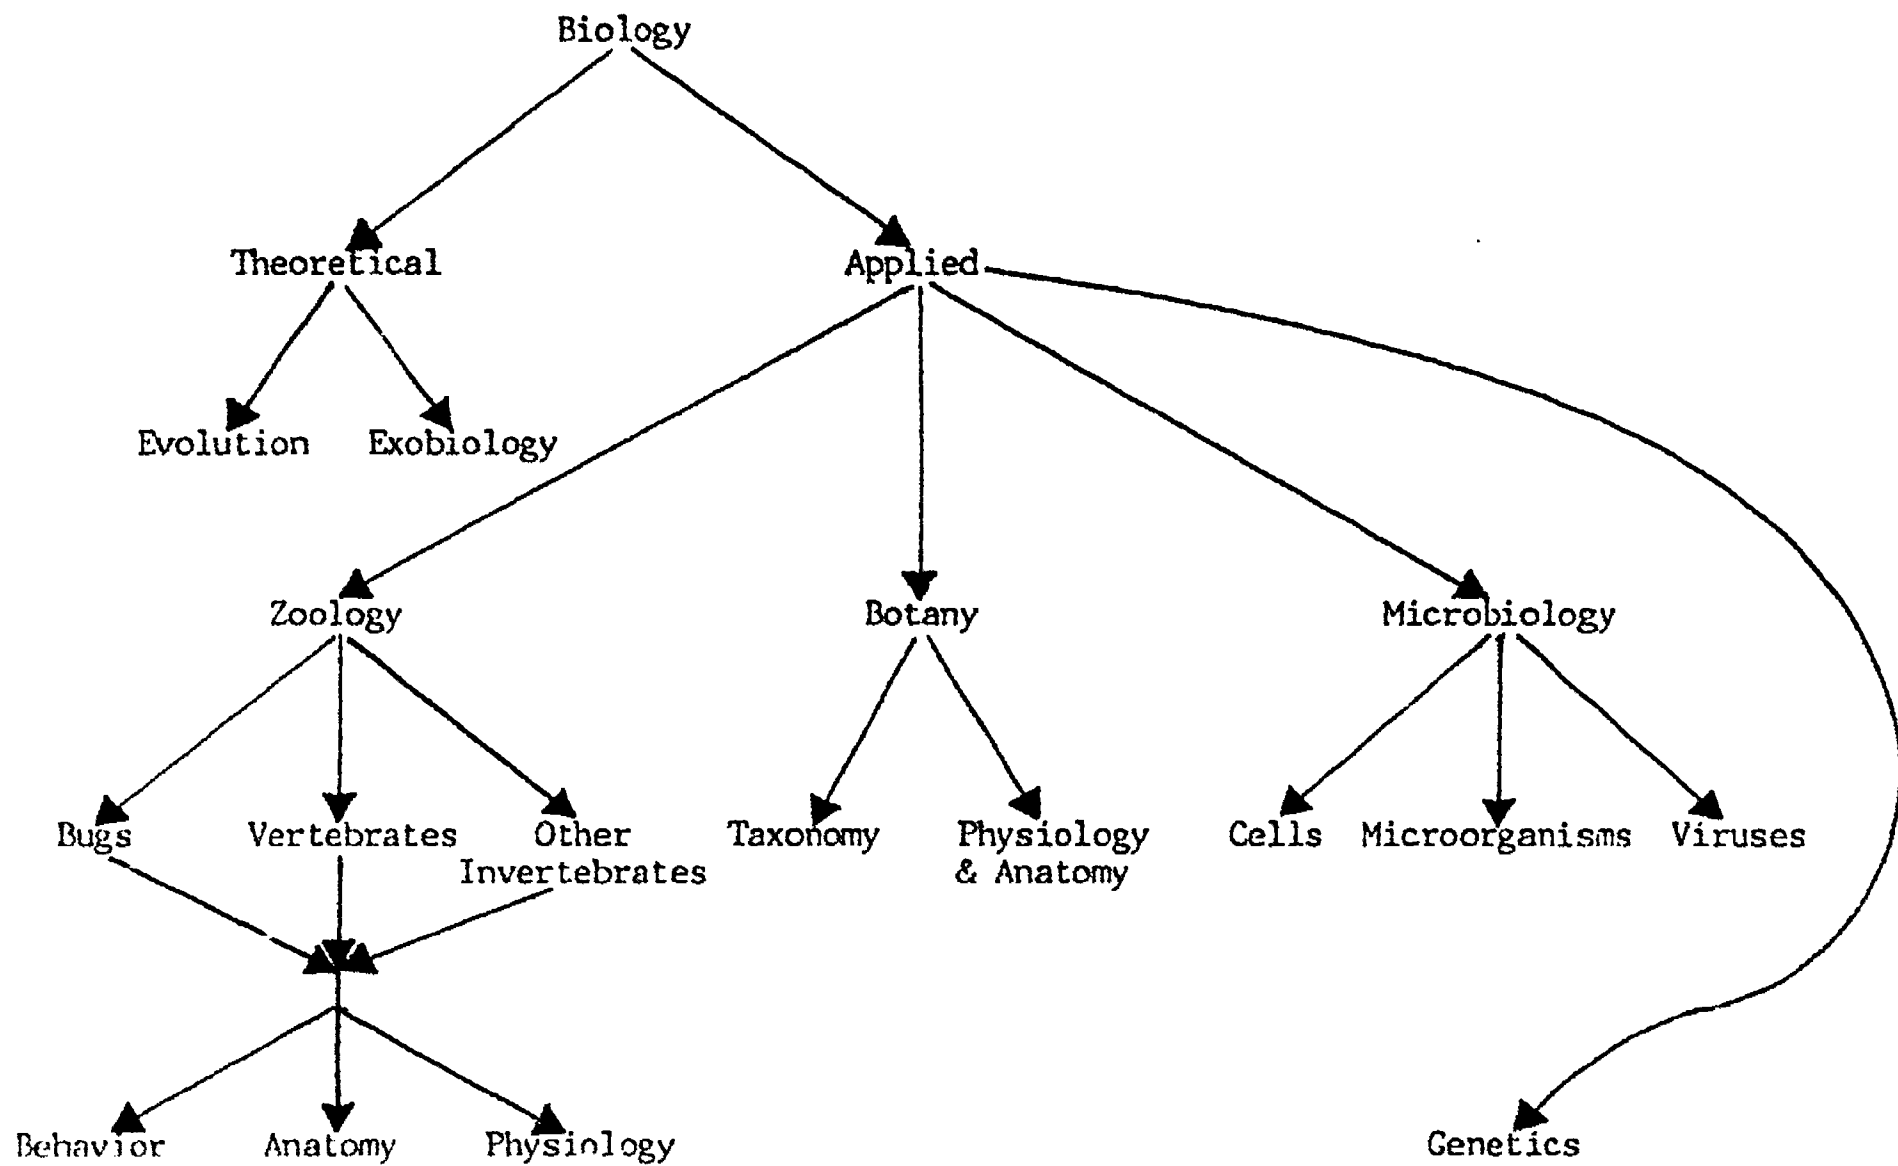 Biology
Theoretical
Applied
Evolution
Exobiology
Zoology
Botany
Microbiology
Bugs
Vertebrates
Other
Invertebrates
Taxonomy
Physiology
& Anatomy
Cells
Microorganisms
Viruses
Behavior
Anatomy
Physiology
Genetics